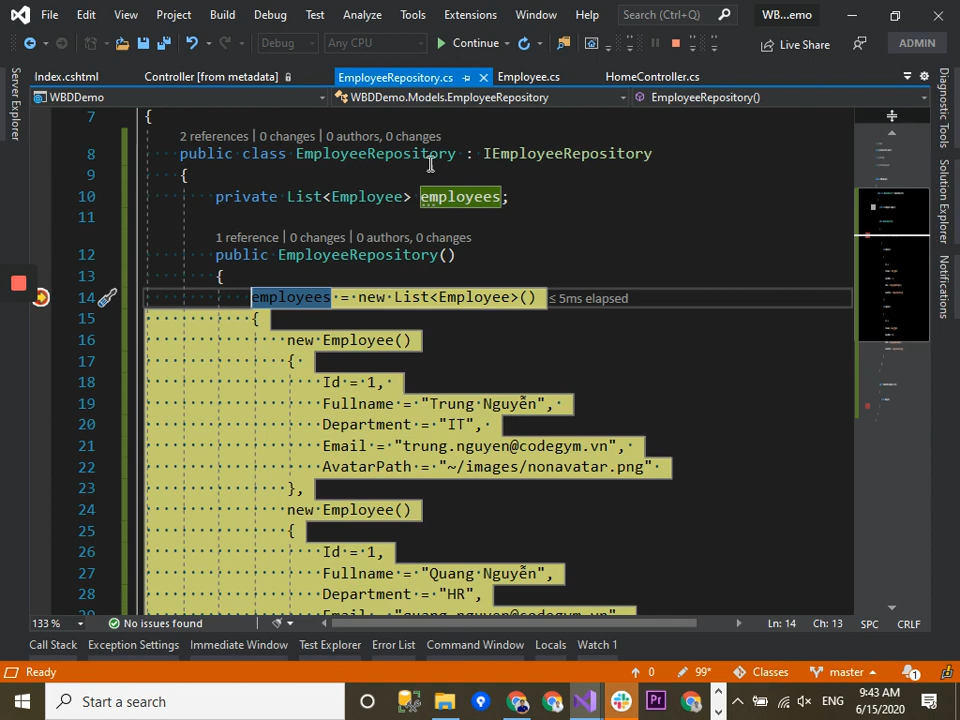 File Edit View Project Build Debug Test Analyze Tools Extensions Window Help Search (Ctrl+Q) WB...emo
Debug Any CPU Continue Live Share ADMIN
Index.cshtml Controller [from metadata] EmployeeRepository.cs Employee.cs HomeController.cs
WBDDemo WBDDemo.Models.EmployeeRepository EmployeeRepository()
Server Explorer
Diagnostic Tools
Solution Explorer
Notifications
7 {
2 references | 0 changes | 0 authors, 0 changes
8 public class EmployeeRepository : IEmployeeRepository
9 {
10 private List<Employee> employees;
11
1 reference | 0 changes | 0 authors, 0 changes
12 public EmployeeRepository()
13 {
14 employees = new List<Employee>() ≤ 5ms elapsed
15 {
16 new Employee()
17 {
18 Id = 1,
19 Fullname = "Trung Nguyễn",
20 Department = "IT",
21 Email = "trung.nguyen@codegym.vn",
22 AvatarPath = "~/images/nonavatar.png"
23 },
24 new Employee()
25 {
26 Id = 1,
27 Fullname = "Quang Nguyễn",
28 Department = "HR",
29 Email = "quang.nguyen@codegym.vn"
133 % No issues found Ln: 14 Ch: 13 SPC CRLF
Call Stack Exception Settings Immediate Window Test Explorer Error List Command Window Locals Watch 1
Ready 0 99* Classes master 1
Start a search Pr ENG 9:43 AM
6/15/2020